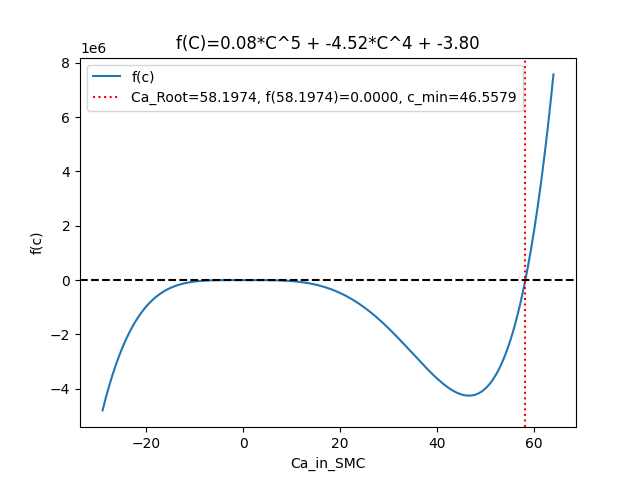 f(C)=0.08*C^5 + -4.52*C^4 + -3.80
1e6
f(c)
Ca_Root=58.1974, f(58.1974)=0.0000, c_min=46.5579
8
6
4
2
0
−2
−4
f(c)
−20 0 20 40 60
Ca_in_SMC